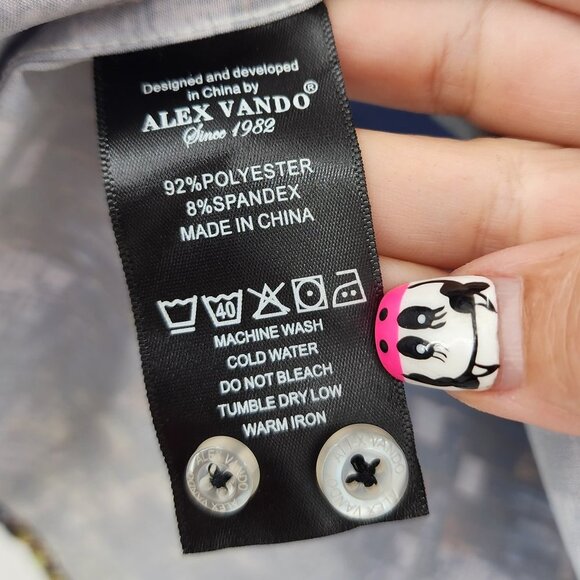 Designed and developed
in China by
ALEX VANDO®
Since 1982
92%POLYESTER
8%SPANDEX
MADE IN CHINA
40
MACHINE WASH
COLD WATER
DO NOT BLEACH
TUMBLE DRY LOW
WARM IRON
ALEX VANDO
ALEX VANDO